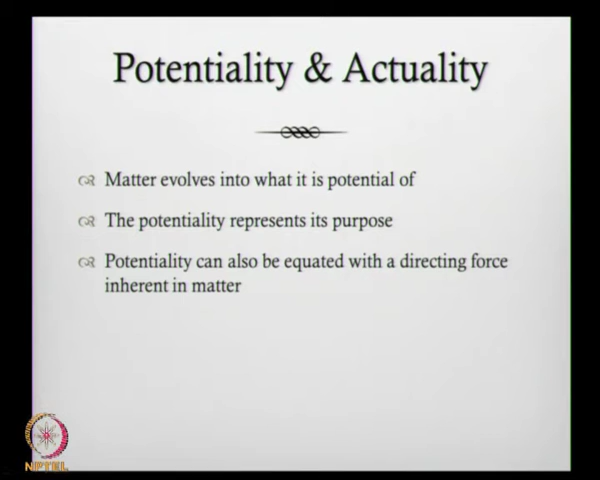 Potentiality & Actuality
Matter evolves into what it is potential of
The potentiality represents its purpose
Potentiality can also be equated with a directing force
inherent in matter
NPTEL